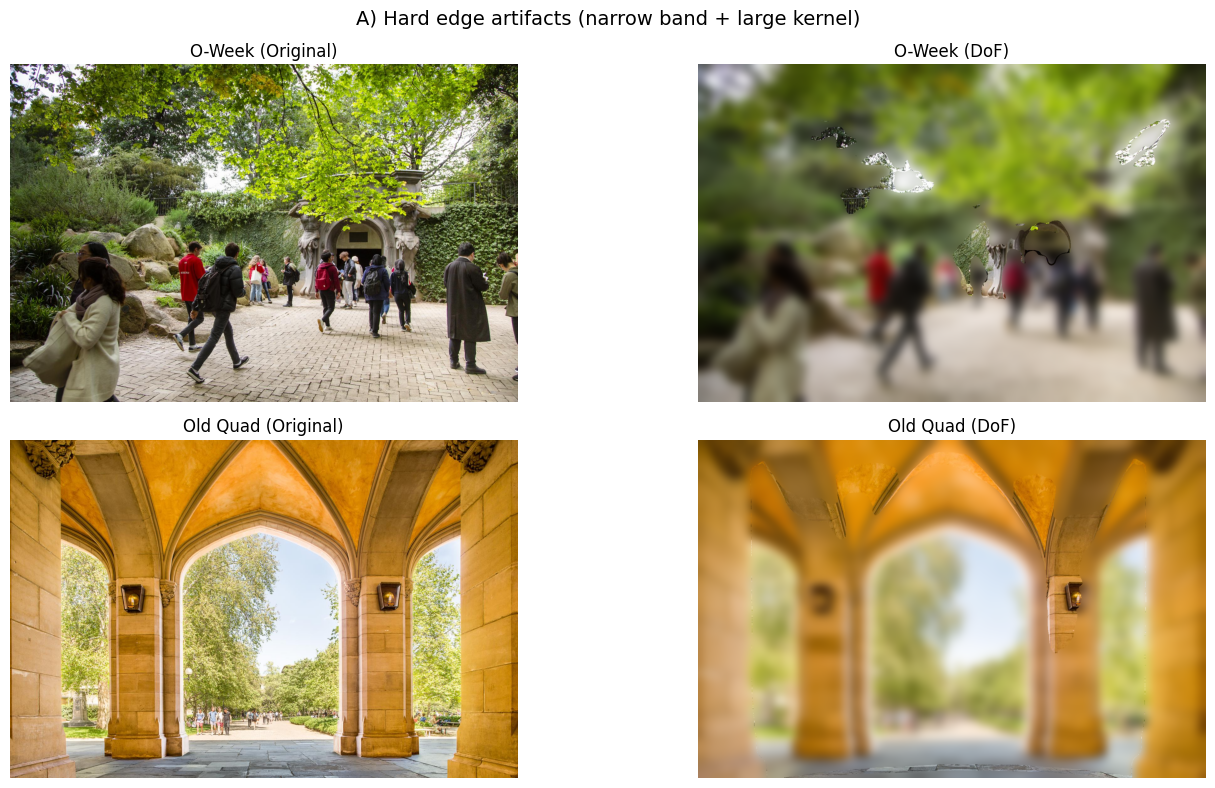 A) Hard edge artifacts (narrow band + large kernel)
O-Week (Original)
O-Week (DoF)
Old Quad (Original)
Old Quad (DoF)